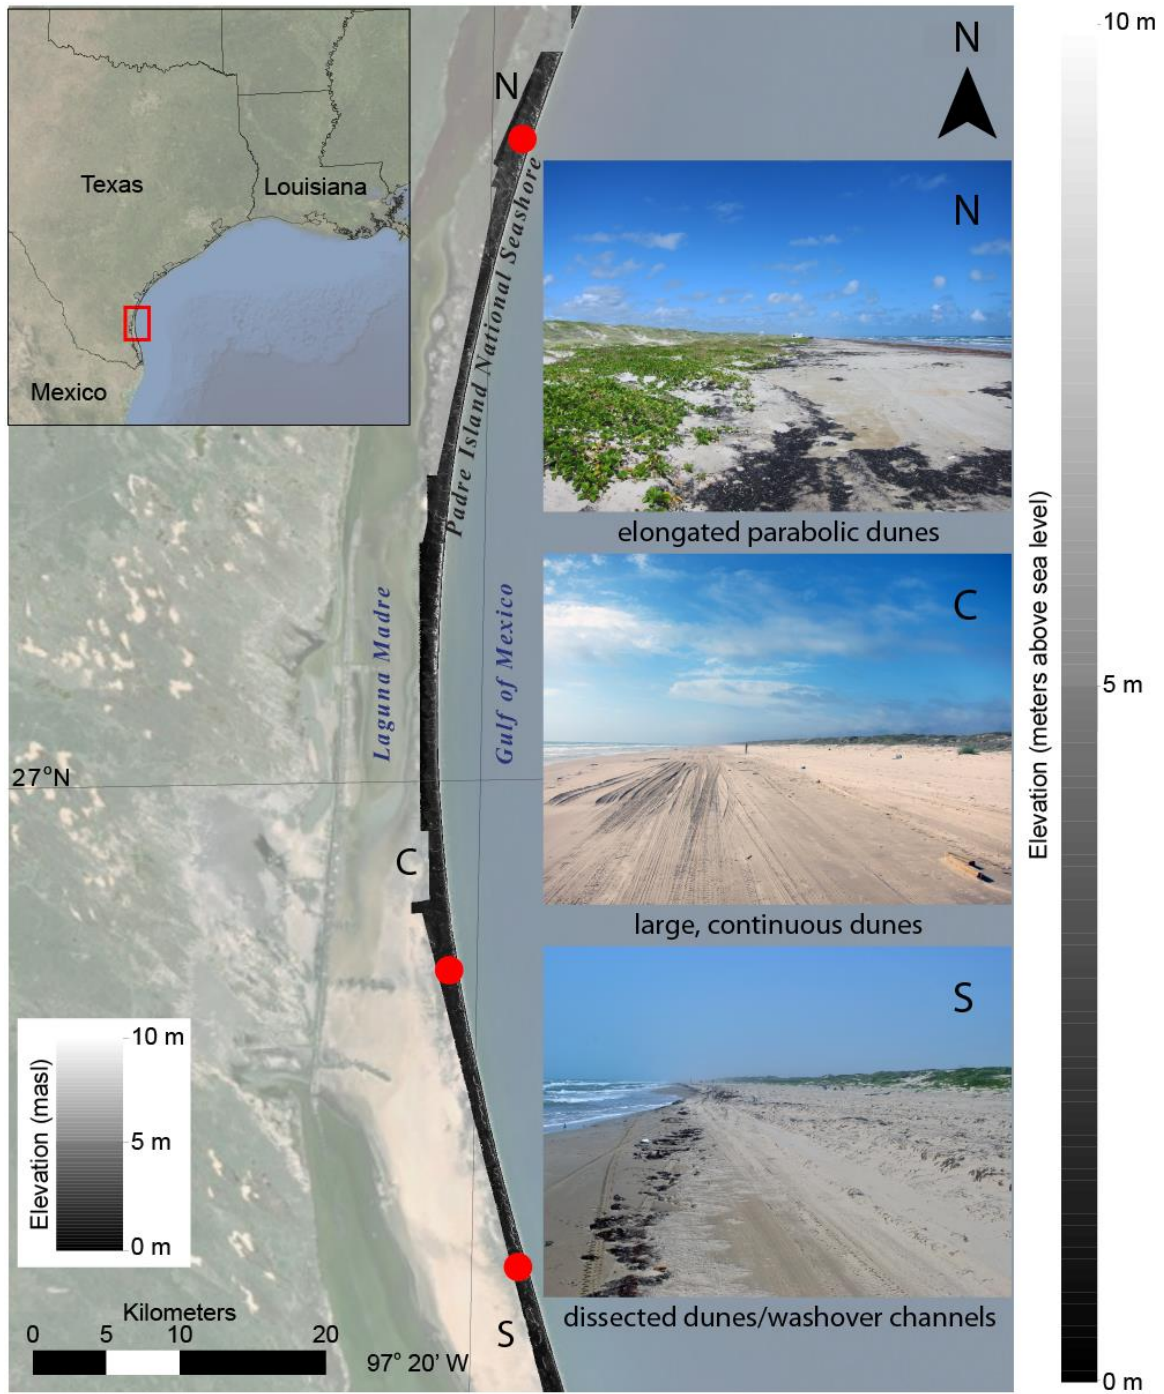 Texas
Louisiana
Mexico
N
N
Padre Island National Seashore
N
elongated parabolic dunes
Laguna Madre
Gulf of Mexico
27°N
C
C
large, continuous dunes
S
dissected dunes/washover channels
S
Elevation (masl)
10 m
5 m
0 m
Kilometers
0 5 10 20
97° 20' W
Elevation (meters above sea level)
10 m
5 m
0 m